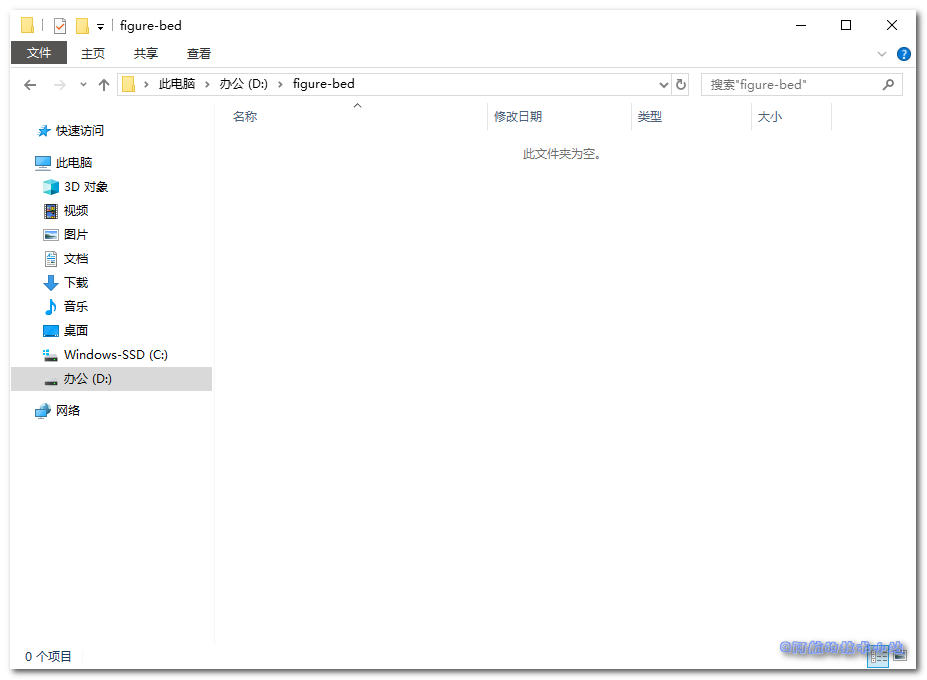 figure-bed
文件 主页 共享 查看
此电脑 办公 (D:) figure-bed 搜索"figure-bed"
名称 修改日期 类型 大小
此文件夹为空。
快速访问
此电脑
3D 对象
视频
图片
文档
下载
音乐
桌面
Windows-SSD (C:)
办公 (D:)
网络
0 个项目